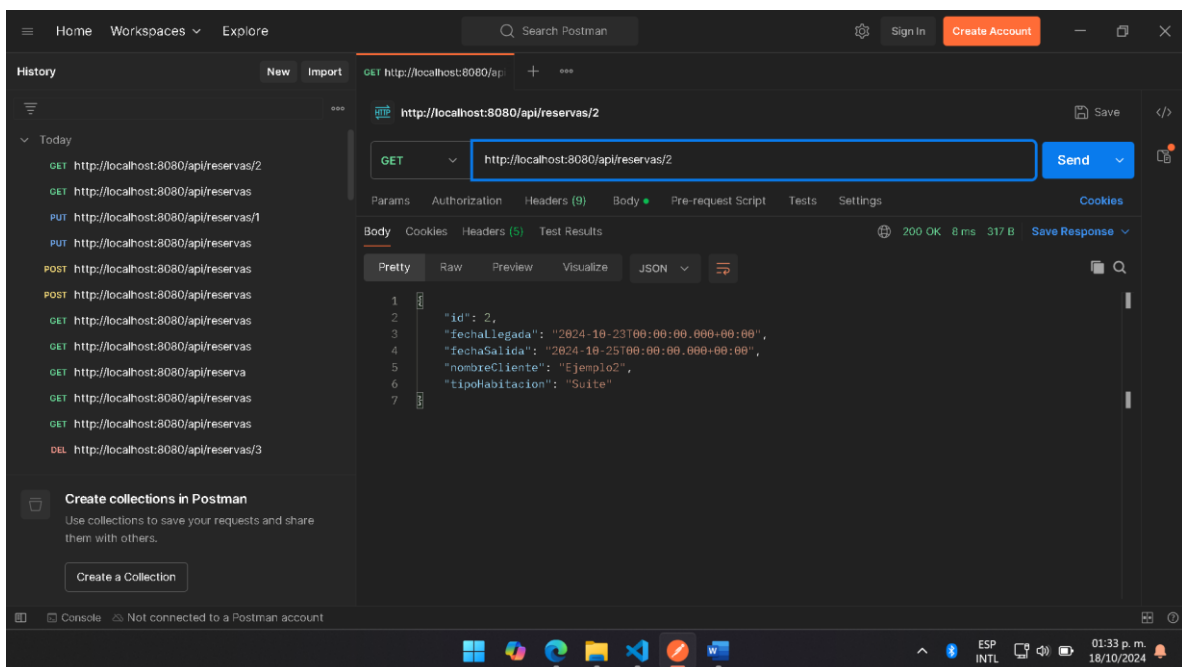 Home Workspaces Explore Search Postman Sign In Create Account
History New Import GET http://localhost:8080/api
HTTP http://localhost:8080/api/reservas/2 Save
Today
GET http://localhost:8080/api/reservas/2
GET http://localhost:8080/api/reservas
PUT http://localhost:8080/api/reservas/1
PUT http://localhost:8080/api/reservas
POST http://localhost:8080/api/reservas
POST http://localhost:8080/api/reservas
GET http://localhost:8080/api/reservas
GET http://localhost:8080/api/reservas
GET http://localhost:8080/api/reserva
GET http://localhost:8080/api/reservas
GET http://localhost:8080/api/reservas
DEL http://localhost:8080/api/reservas/3
Create collections in Postman
Use collections to save your requests and share
them with others.
Create a Collection
GET http://localhost:8080/api/reservas/2 Send
Params Authorization Headers (9) Body Pre-request Script Tests Settings Cookies
Body Cookies Headers (5) Test Results 200 OK 8 ms 317 B Save Response
Pretty Raw Preview Visualize JSON
1 {
2 "id": 2,
3 "fechaLlegada": "2024-10-23T00:00:00.000+00:00",
4 "fechaSalida": "2024-10-25T00:00:00.000+00:00",
5 "nombreCliente": "Ejemplo2",
6 "tipoHabitacion": "Suite"
7 }
Console Not connected to a Postman account
ESP
INTL
01:33 p. m.
18/10/2024